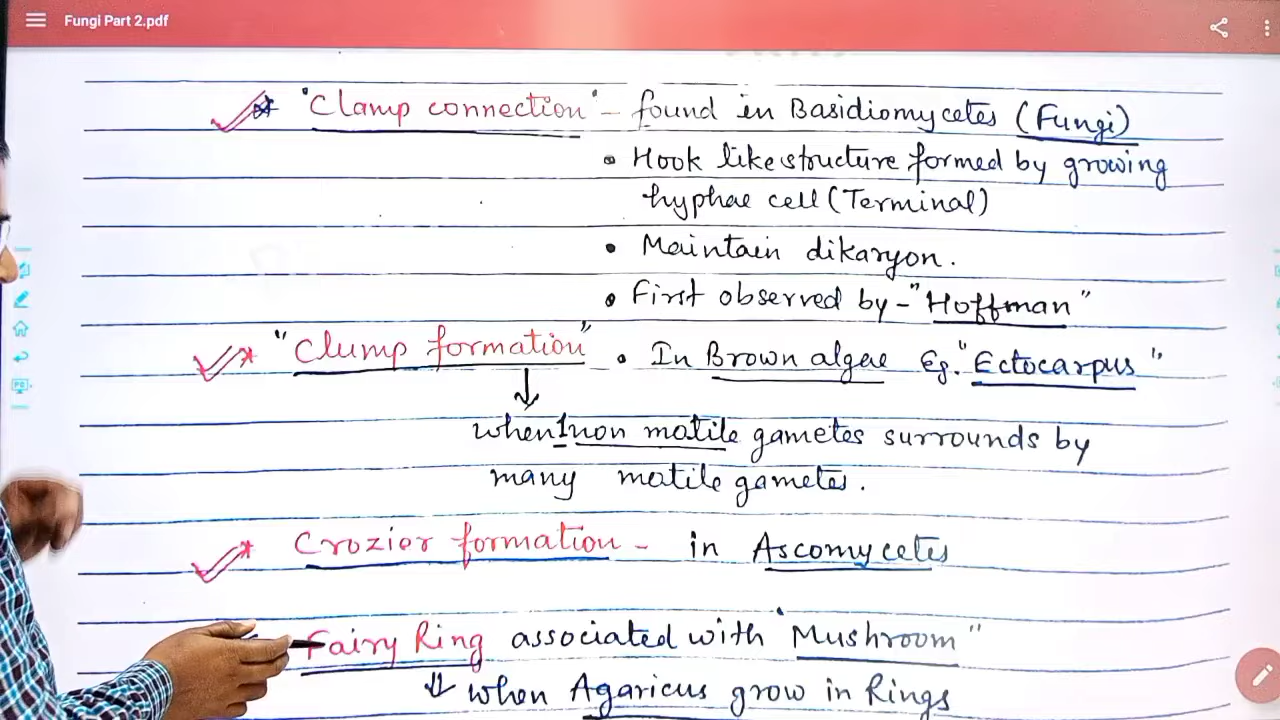 Fungi Part 2.pdf
* "Clamp connection" - found in Basidiomycetes (Fungi)
• Hook like structure formed by growing
hyphae cell (Terminal)
• Maintain dikaryon.
• First observed by - "Hoffman"
* "Clump formation" • In Brown algae Eg. "Ectocarpus"
↓
when 1 non motile gametes surrounds by
many motile gametes.
* Crozier formation - in Ascomycetes
Fairy Ring associated with "Mushroom"
⇓ when Agaricus grow in Rings